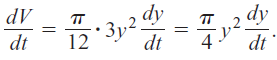 dV/dt = π/12 · 3y² dy/dt = π/4 y² dy/dt.